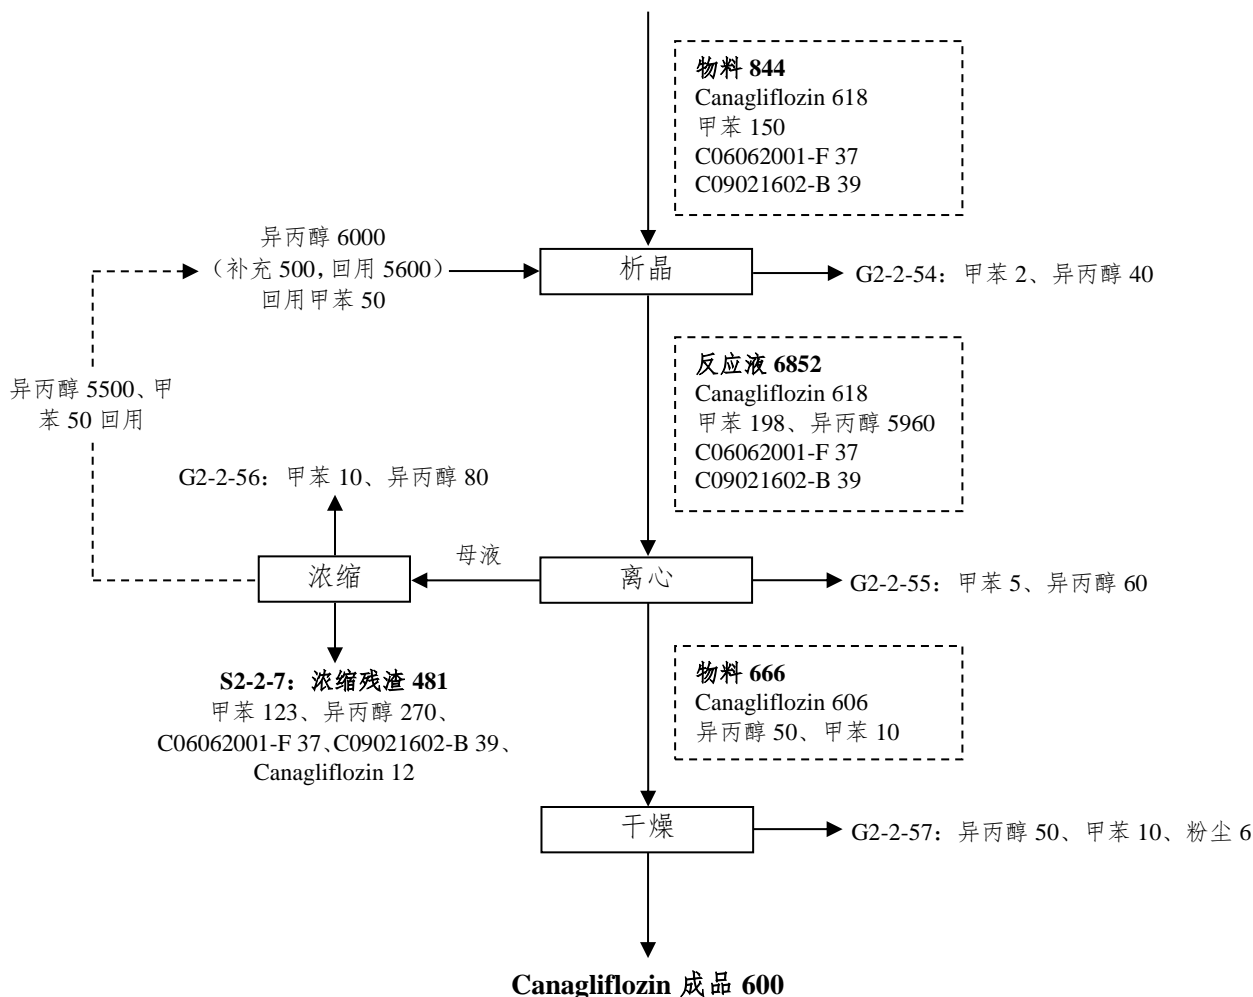 物料 844
Canagliflozin 618
甲苯 150
C06062001-F 37
C09021602-B 39
异丙醇 6000
（补充 500，回用 5600）
回用甲苯 50
析晶
G2-2-54：甲苯 2、异丙醇 40
反应液 6852
Canagliflozin 618
甲苯 198、异丙醇 5960
C06062001-F 37
C09021602-B 39
异丙醇 5500、甲
苯 50 回用
G2-2-56：甲苯 10、异丙醇 80
母液
浓缩
离心
G2-2-55：甲苯 5、异丙醇 60
S2-2-7：浓缩残渣 481
甲苯 123、异丙醇 270、
C06062001-F 37、C09021602-B 39、
Canagliflozin 12
物料 666
Canagliflozin 606
异丙醇 50、甲苯 10
干燥
G2-2-57：异丙醇 50、甲苯 10、粉尘 6
Canagliflozin 成品 600